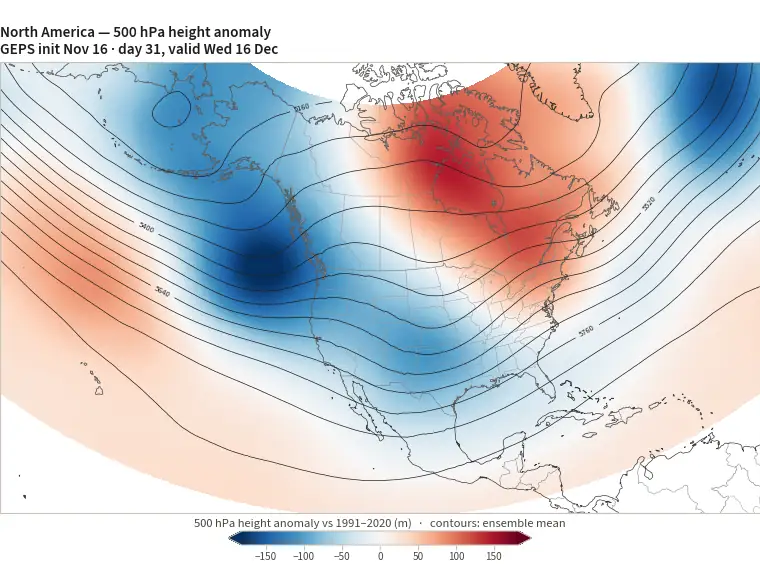 North America — 500 hPa height anomaly
GEPS init Nov 16 · day 31, valid Wed 16 Dec
5160
5400
5520
5640
5760
500 hPa height anomaly vs 1991–2020 (m) · contours: ensemble mean
−150 −100 −50 0 50 100 150